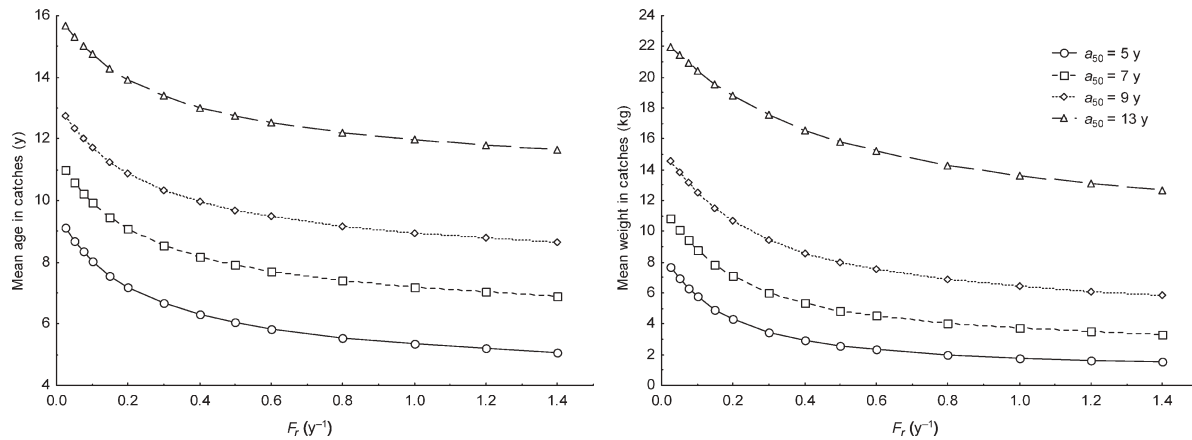 16
14
12
10
8
6
4
Mean age in catches (y)
0.0 0.2 0.4 0.6 0.8 1.0 1.2 1.4
Fr (y⁻¹)
24
22
20
18
16
14
12
10
8
6
4
2
0
Mean weight in catches (kg)
0.0 0.2 0.4 0.6 0.8 1.0 1.2 1.4
Fr (y⁻¹)
a50 = 5 y
a50 = 7 y
a50 = 9 y
a50 = 13 y